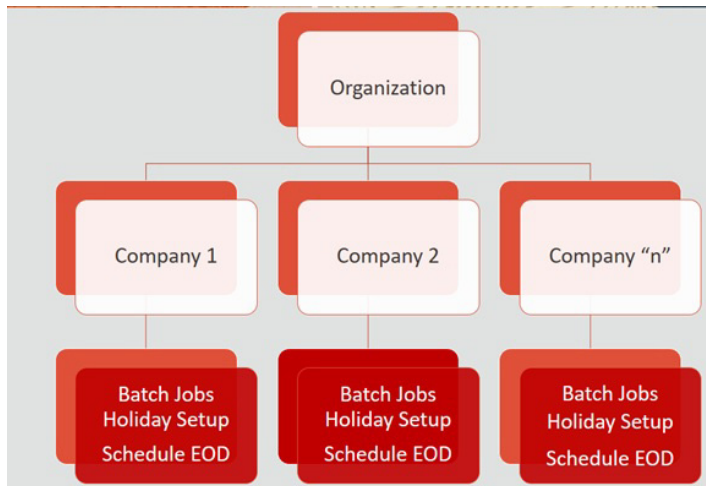 Organization
Company 1
Company 2
Company “n”
Batch Jobs
Holiday Setup
Schedule EOD
Batch Jobs
Holiday Setup
Schedule EOD
Batch Jobs
Holiday Setup
Schedule EOD